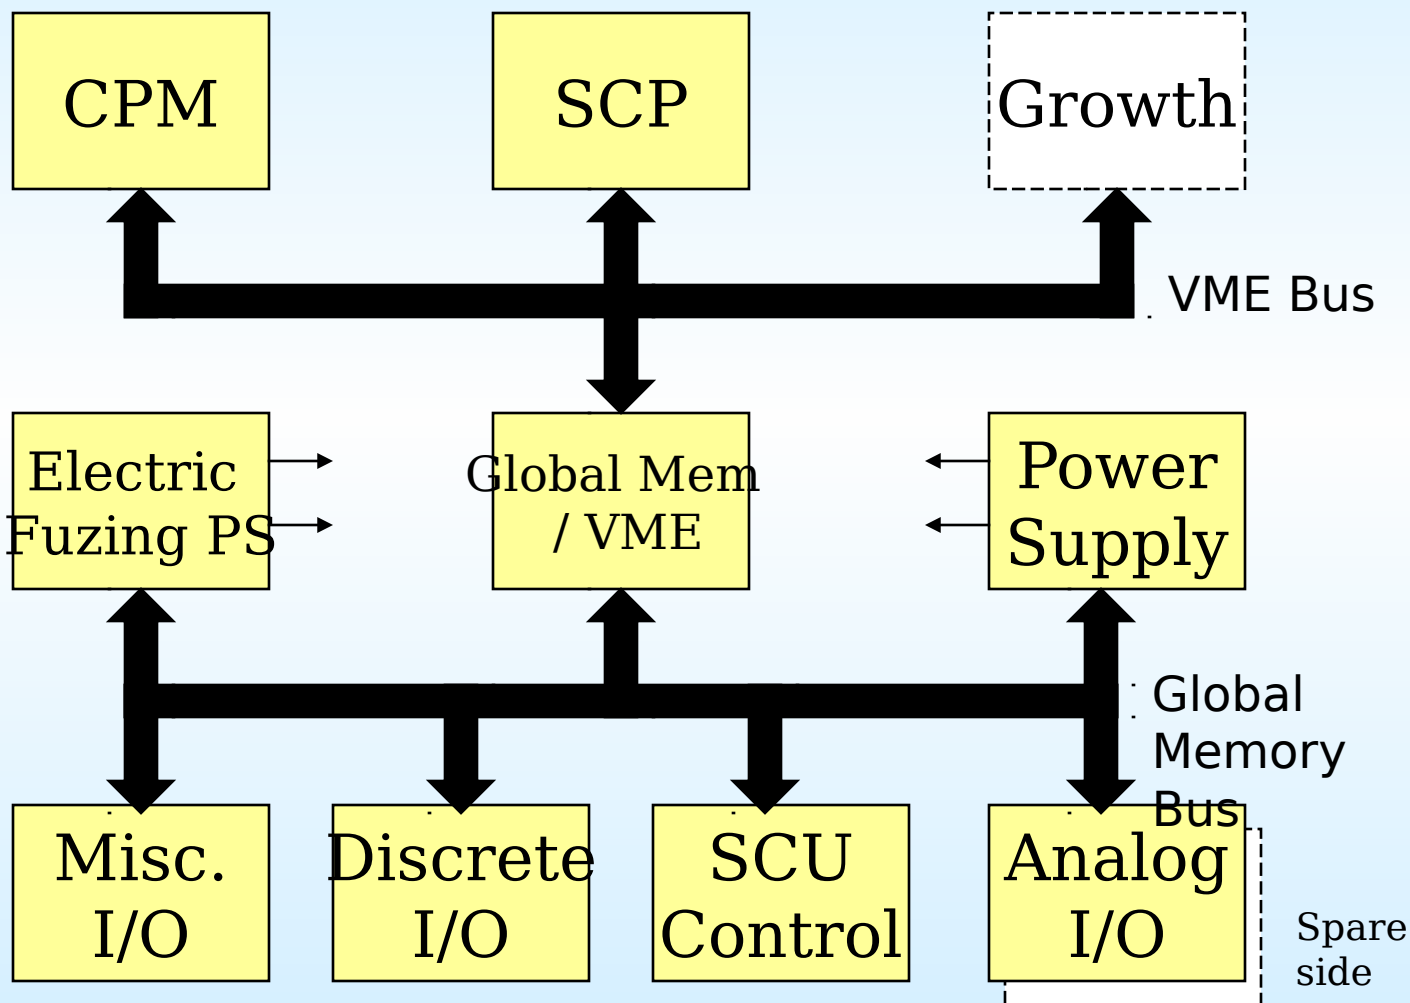 CPM
SCP
Growth
VME Bus
Electric
Fuzing PS
Global Mem
/ VME
Power
Supply
Global
Memory
Bus
Misc.
I/O
Discrete
I/O
SCU
Control
Analog
I/O
Spare
side